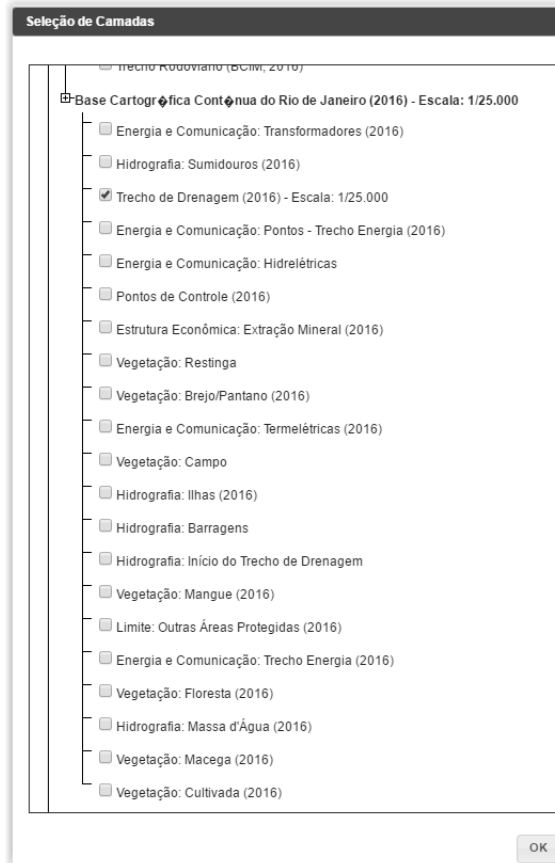 Seleção de Camadas
Trecho Rodoviário (BCIM, 2016)
Base Cartogr�fica Cont�nua do Rio de Janeiro (2016) - Escala: 1/25.000
Energia e Comunicação: Transformadores (2016)
Hidrografia: Sumidouros (2016)
Trecho de Drenagem (2016) - Escala: 1/25.000
Energia e Comunicação: Pontos - Trecho Energia (2016)
Energia e Comunicação: Hidrelétricas
Pontos de Controle (2016)
Estrutura Econômica: Extração Mineral (2016)
Vegetação: Restinga
Vegetação: Brejo/Pantano (2016)
Energia e Comunicação: Termelétricas (2016)
Vegetação: Campo
Hidrografia: Ilhas (2016)
Hidrografia: Barragens
Hidrografia: Início do Trecho de Drenagem
Vegetação: Mangue (2016)
Limite: Outras Áreas Protegidas (2016)
Energia e Comunicação: Trecho Energia (2016)
Vegetação: Floresta (2016)
Hidrografia: Massa d'Água (2016)
Vegetação: Macega (2016)
Vegetação: Cultivada (2016)
OK